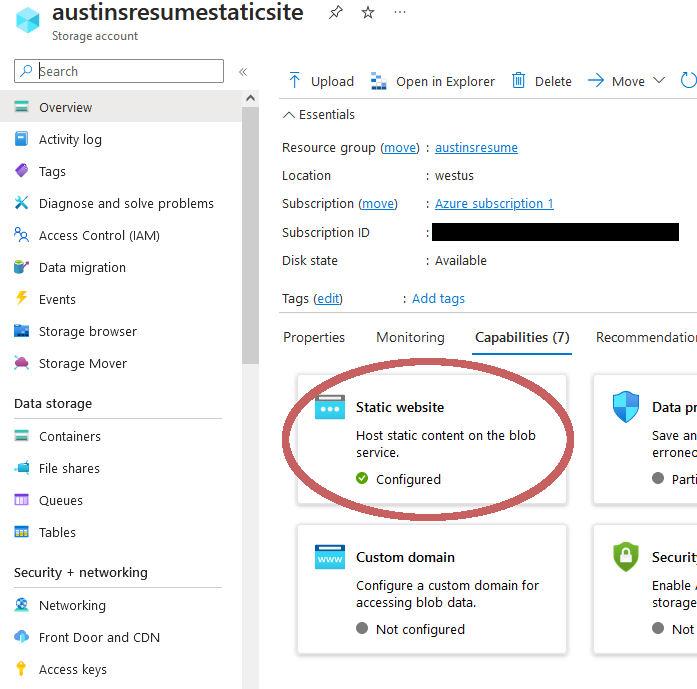 austinsresumestaticsite
Storage account
Search
Overview
Activity log
Tags
Diagnose and solve problems
Access Control (IAM)
Data migration
Events
Storage browser
Storage Mover
Data storage
Containers
File shares
Queues
Tables
Security + networking
Networking
Front Door and CDN
Access keys
Upload Open in Explorer Delete Move
Essentials
Resource group (move) : austinsresume
Location : westus
Subscription (move) : Azure subscription 1
Subscription ID :
Disk state : Available
Tags (edit) : Add tags
Properties Monitoring Capabilities (7) Recommendation
Static website
Host static content on the blob
service.
Configured
Data pr
Save an
erroneo
Parti
www
Custom domain
Configure a custom domain for
accessing blob data.
Not configured
Securit
Enable
storage
Not